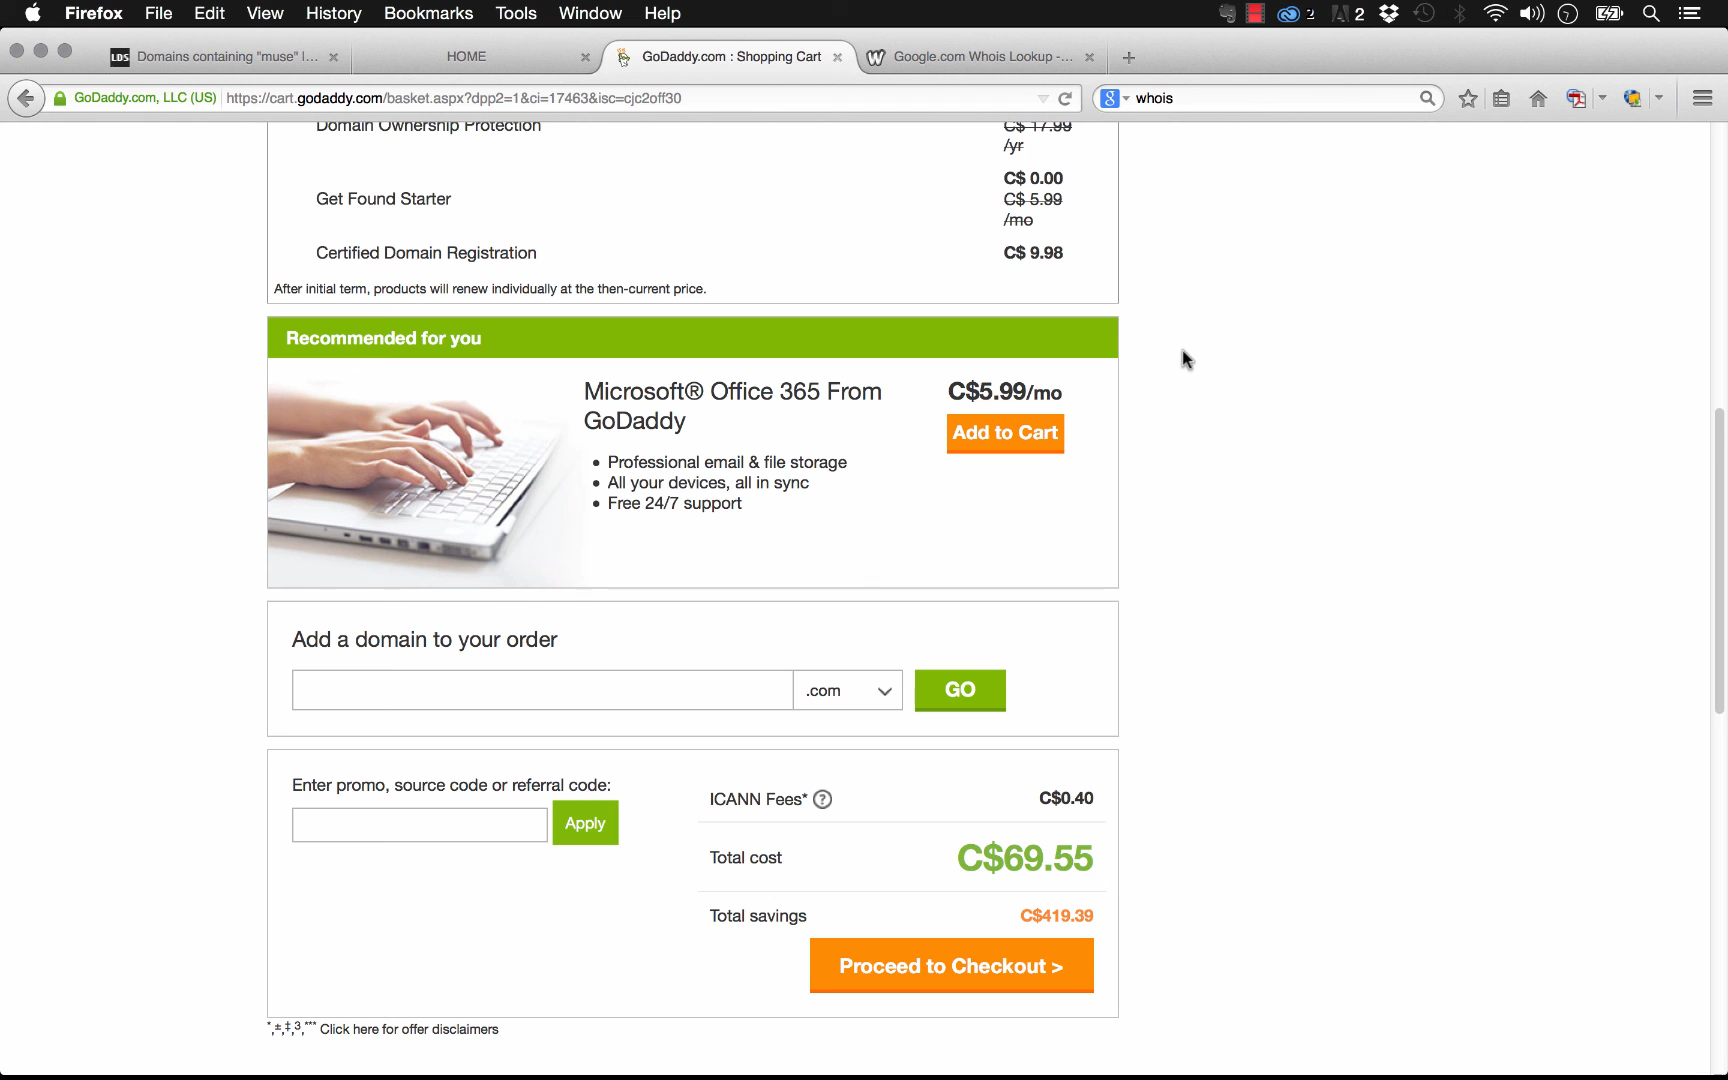 Firefox File Edit View History Bookmarks Tools Window Help 2 2
LDS Domains containing "muse" l... HOME GoDaddy.com : Shopping Cart Google.com Whois Lookup -...
GoDaddy.com, LLC (US) https://cart.godaddy.com/basket.aspx?dpp2=1&ci=17463&isc=cjc2off30 whois
Domain Ownership Protection C$ 17.99
/yr
C$ 0.00
Get Found Starter C$ 5.99
/mo
Certified Domain Registration C$ 9.98
After initial term, products will renew individually at the then-current price.
Recommended for you
Microsoft® Office 365 From
GoDaddy
C$5.99/mo
Add to Cart
• Professional email & file storage
• All your devices, all in sync
• Free 24/7 support
Add a domain to your order
.com GO
Enter promo, source code or referral code:
Apply
ICANN Fees* ? C$0.40
Total cost C$69.55
Total savings C$419.39
Proceed to Checkout >
*,±,‡,3,*** Click here for offer disclaimers